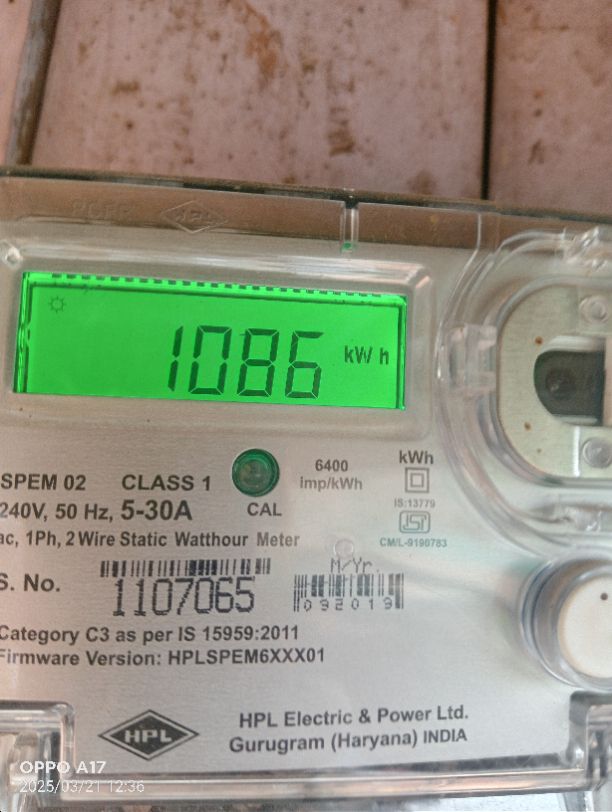 HPL
1086 kWh
6400
imp/kWh
kWh
IS:13779
CM/L-9190783
SPEM 02 CLASS 1
CAL
240V, 50 Hz, 5-30A
ac, 1Ph, 2 Wire Static Watthour Meter
M/Yr.
S. No. 1107065
092019
Category C3 as per IS 15959:2011
Firmware Version: HPLSPEM6XXX01
HPL
HPL Electric & Power Ltd.
Gurugram (Haryana) INDIA
OPPO A17
2025/03/21 12:36